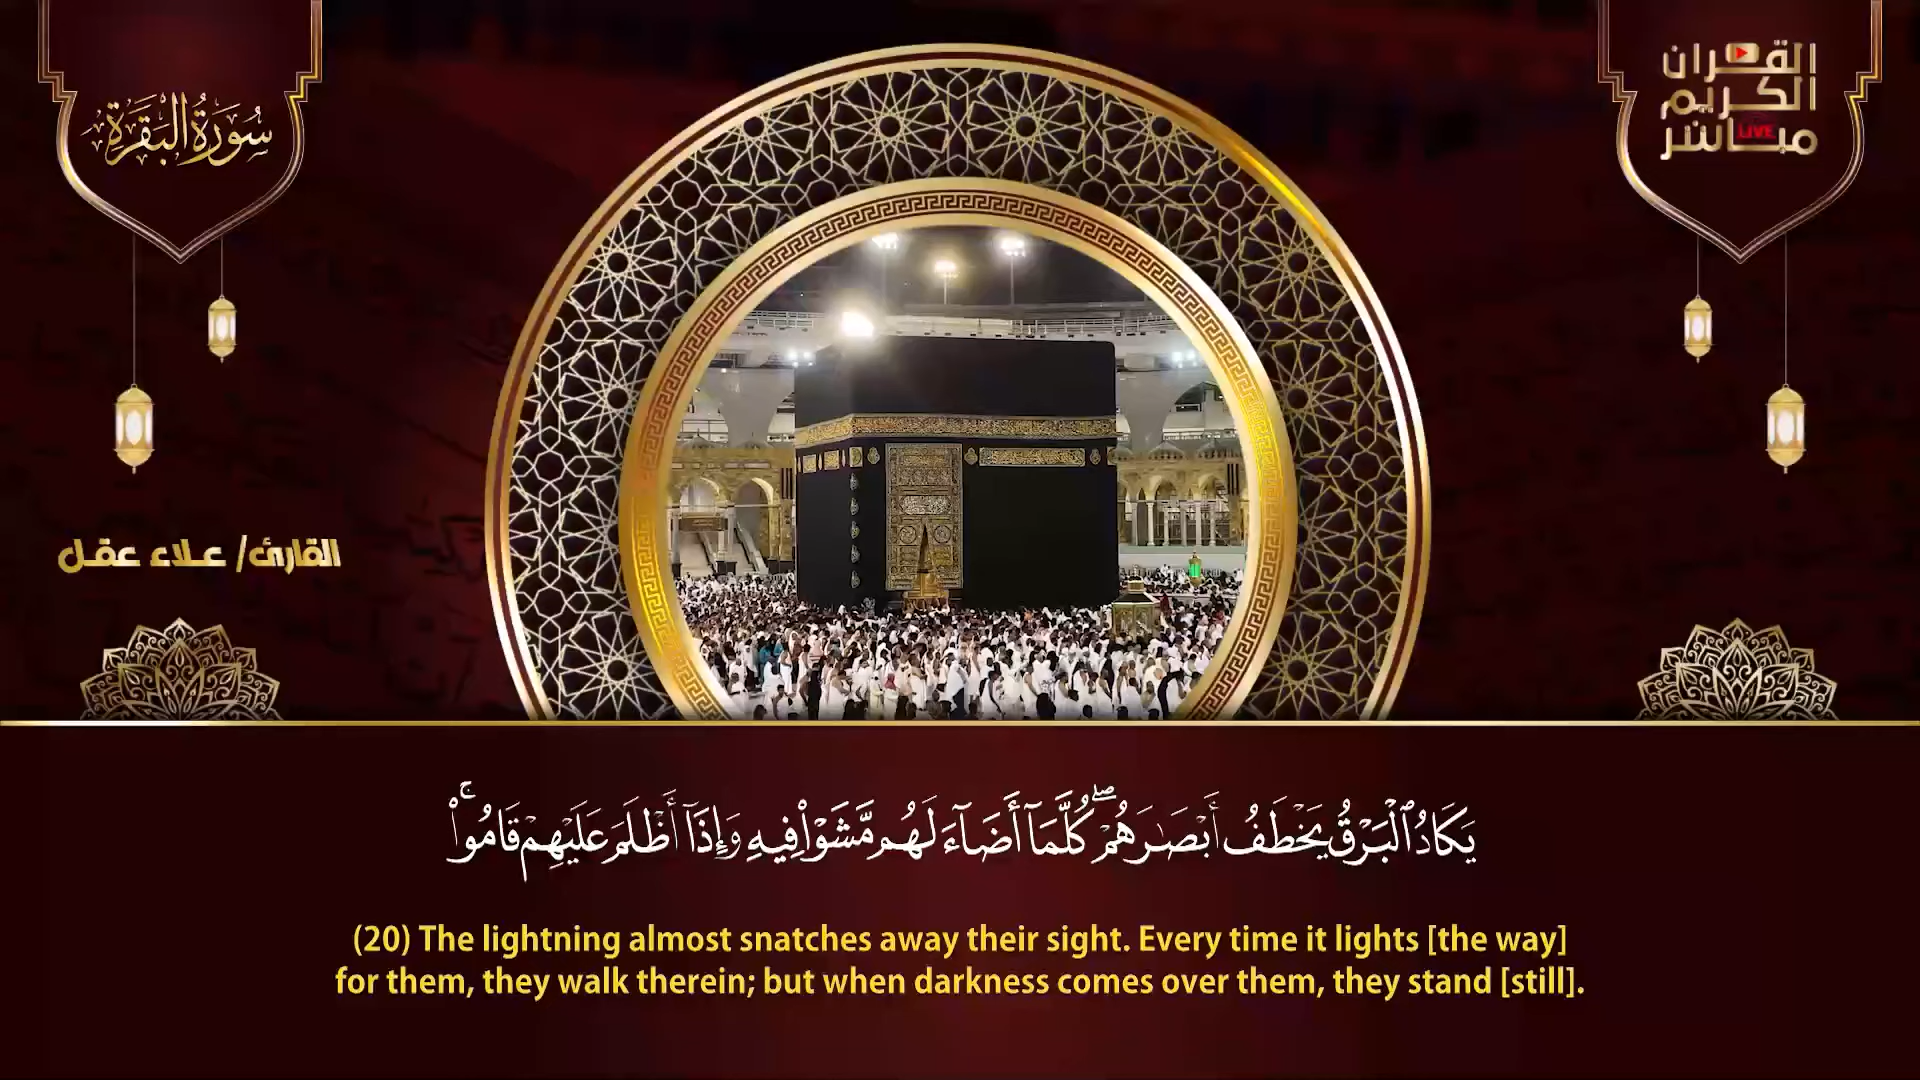 سُورَةُ البَقَرَةِ
القرآن
الكريم
مباشر
LIVE
القارئ/ علاء عقل
يَكَادُ ٱلْبَرْقُ يَخْطَفُ أَبْصَـٰرَهُمْ ۖ كُلَّمَآ أَضَآءَ لَهُم مَّشَوْا۟ فِيهِ وَإِذَآ أَظْلَمَ عَلَيْهِمْ قَامُوا۟ ۚ
(20) The lightning almost snatches away their sight. Every time it lights [the way]
for them, they walk therein; but when darkness comes over them, they stand [still].